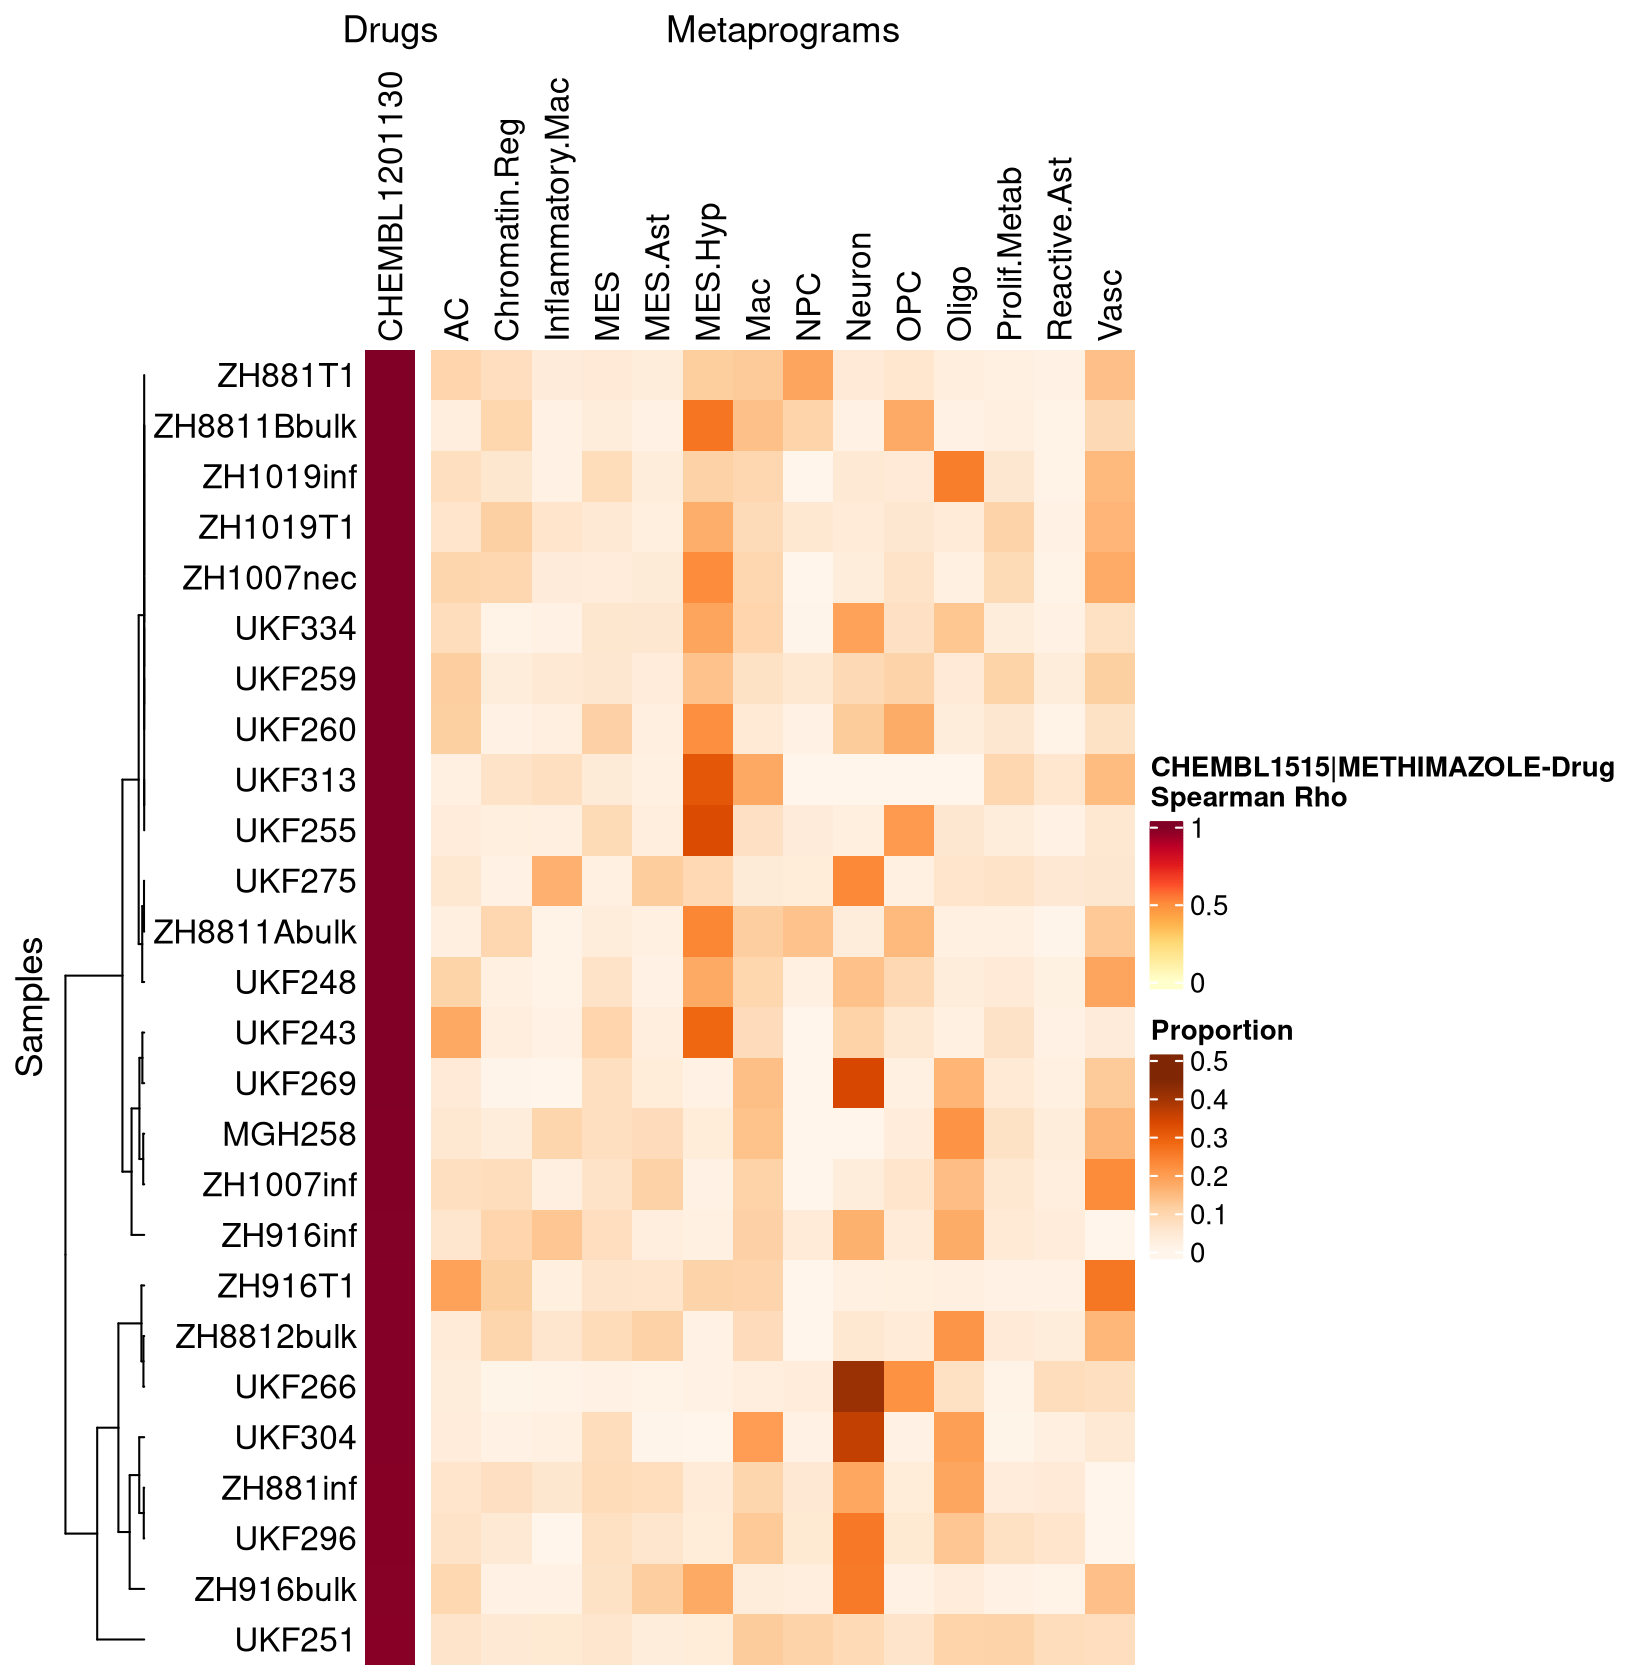 Drugs
Metaprograms
CHEMBL1201130
AC
Chromatin.Reg
Inflammatory.Mac
MES
MES.Ast
MES.Hyp
Mac
NPC
Neuron
OPC
Oligo
Prolif.Metab
Reactive.Ast
Vasc
Samples
ZH881T1
ZH8811Bbulk
ZH1019inf
ZH1019T1
ZH1007nec
UKF334
UKF259
UKF260
UKF313
UKF255
UKF275
ZH8811Abulk
UKF248
UKF243
UKF269
MGH258
ZH1007inf
ZH916inf
ZH916T1
ZH8812bulk
UKF266
UKF304
ZH881inf
UKF296
ZH916bulk
UKF251
CHEMBL1515|METHIMAZOLE-Drug
Spearman Rho
1
0.5
0
Proportion
0.5
0.4
0.3
0.2
0.1
0